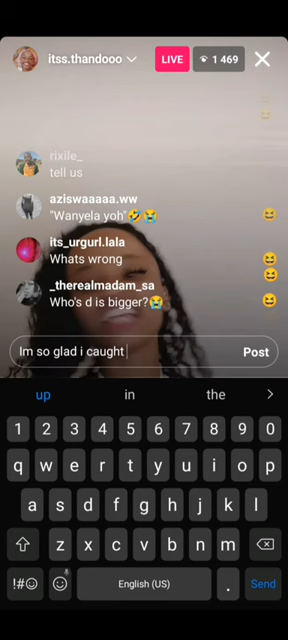 itss.thandooo
LIVE
1 469
rixile_
tell us
aziswaaaaa.ww
"Wanyela yoh"🤣😭
its_urgurl.lala
Whats wrong
_therealmadam_sa
Who's d is bigger?😭
Im so glad i caught
Post
up in the
1 2 3 4 5 6 7 8 9 0
q w e r t y u i o p
a s d f g h j k l
z x c v b n m
!#☺ English (US) . Send